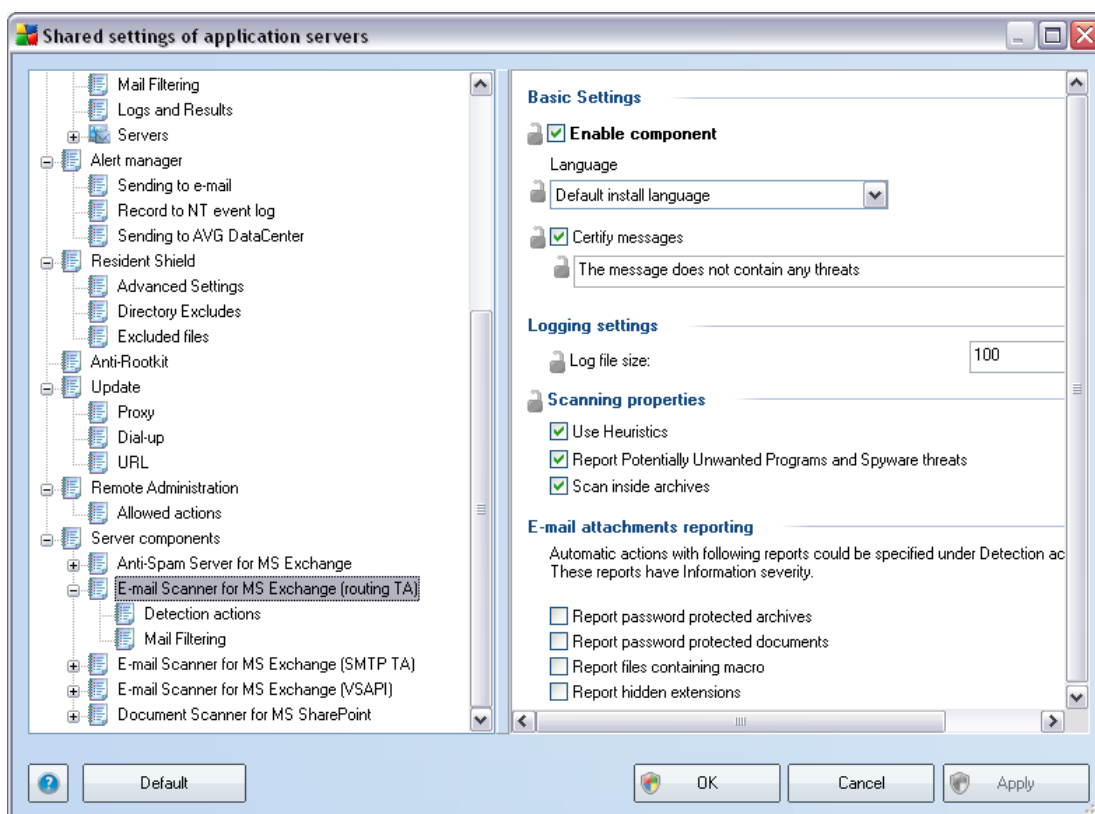 Shared settings of application servers
Mail Filtering
Logs and Results
Servers
Alert manager
Sending to e-mail
Record to NT event log
Sending to AVG DataCenter
Resident Shield
Advanced Settings
Directory Excludes
Excluded files
Anti-Rootkit
Update
Proxy
Dial-up
URL
Remote Administration
Allowed actions
Server components
Anti-Spam Server for MS Exchange
E-mail Scanner for MS Exchange (routing TA)
Detection actions
Mail Filtering
E-mail Scanner for MS Exchange (SMTP TA)
E-mail Scanner for MS Exchange (VSAPI)
Document Scanner for MS SharePoint
Basic Settings
Enable component
Language
Default install language
Certify messages
The message does not contain any threats
Logging settings
Log file size: 100
Scanning properties
Use Heuristics
Report Potentially Unwanted Programs and Spyware threats
Scan inside archives
E-mail attachments reporting
Automatic actions with following reports could be specified under Detection ac
These reports have Information severity.
Report password protected archives
Report password protected documents
Report files containing macro
Report hidden extensions
? Default OK Cancel Apply